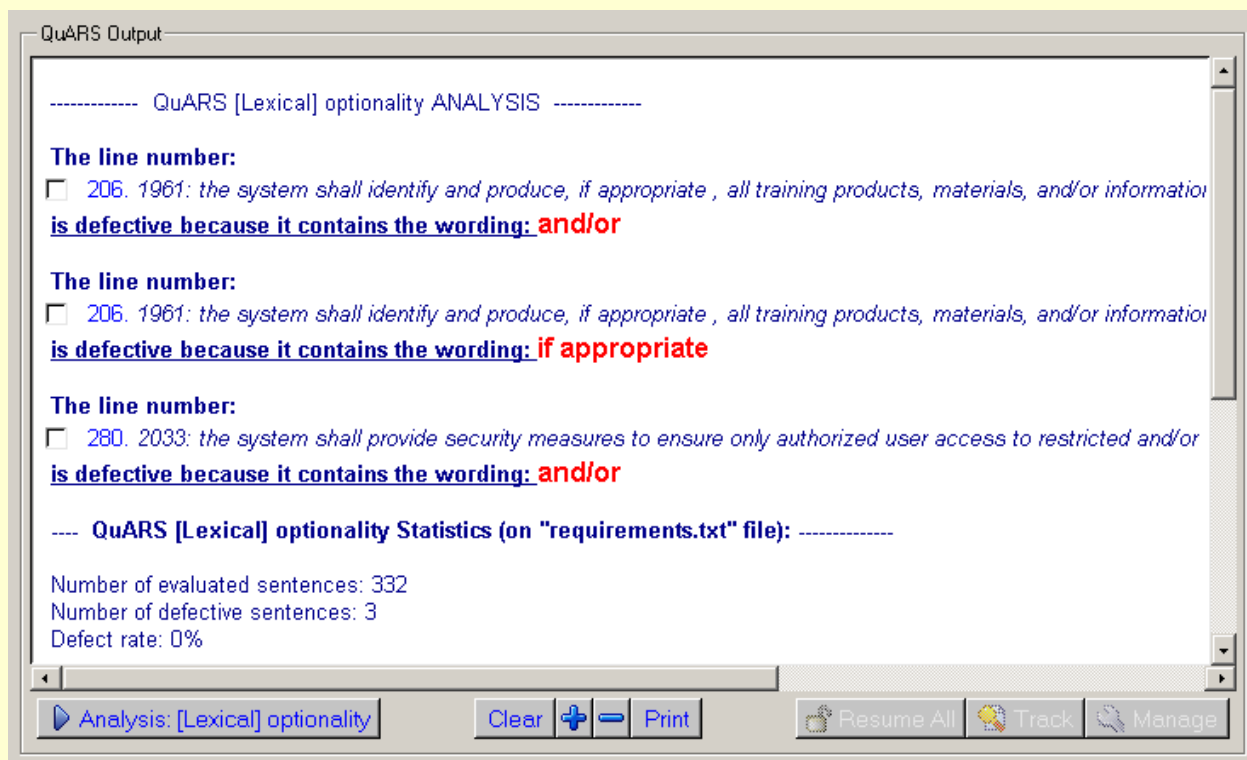 QuARS Output
------------- QuARS [Lexical] optionality ANALYSIS -------------
The line number:
206. 1961: the system shall identify and produce, if appropriate , all training products, materials, and/or information
is defective because it contains the wording: and/or
The line number:
206. 1961: the system shall identify and produce, if appropriate , all training products, materials, and/or information
is defective because it contains the wording: if appropriate
The line number:
280. 2033: the system shall provide security measures to ensure only authorized user access to restricted and/or
is defective because it contains the wording: and/or
---- QuARS [Lexical] optionality Statistics (on "requirements.txt" file): --------------
Number of evaluated sentences: 332
Number of defective sentences: 3
Defect rate: 0%
Analysis: [Lexical] optionality Clear Print Resume All Track Manage